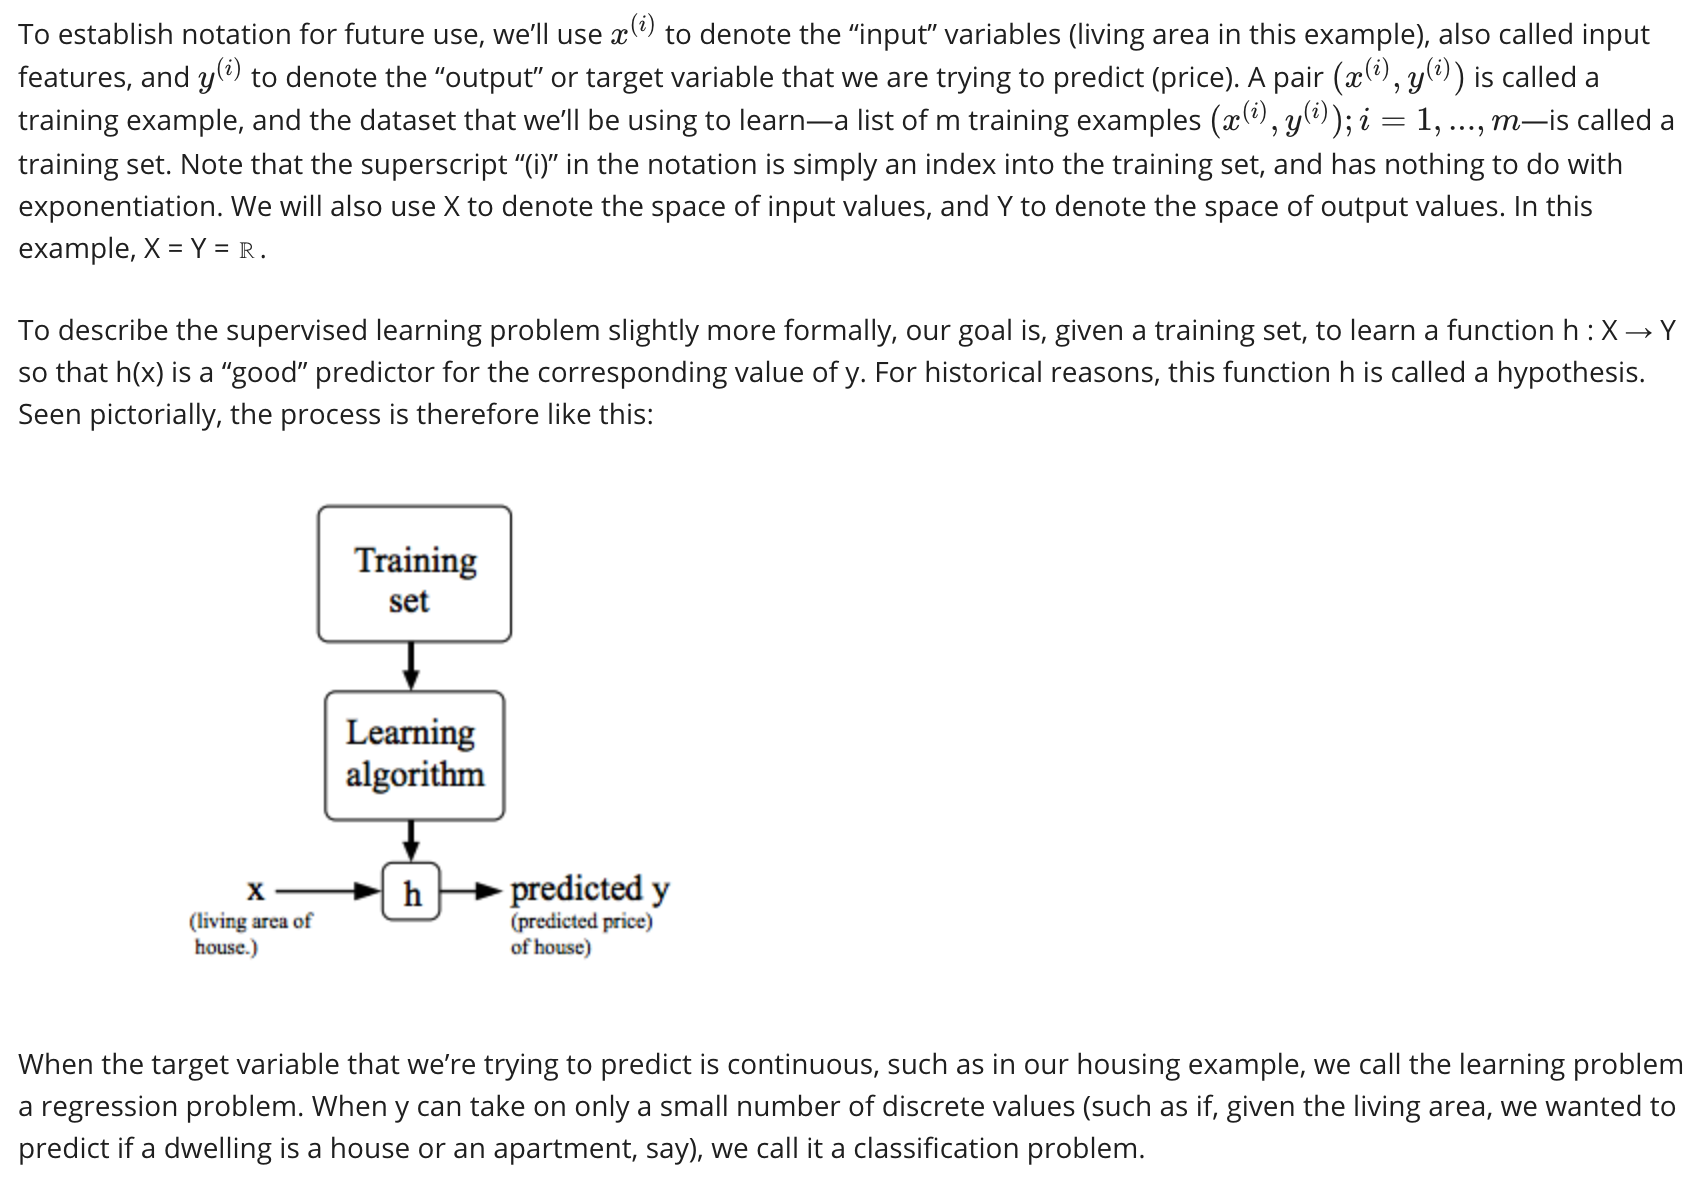 To establish notation for future use, we’ll use x^(i) to denote the “input” variables (living area in this example), also called input
features, and y^(i) to denote the “output” or target variable that we are trying to predict (price). A pair (x^(i), y^(i)) is called a
training example, and the dataset that we’ll be using to learn—a list of m training examples (x^(i), y^(i)); i = 1, ..., m—is called a
training set. Note that the superscript “(i)” in the notation is simply an index into the training set, and has nothing to do with
exponentiation. We will also use X to denote the space of input values, and Y to denote the space of output values. In this
example, X = Y = ℝ.
To describe the supervised learning problem slightly more formally, our goal is, given a training set, to learn a function h : X → Y
so that h(x) is a “good” predictor for the corresponding value of y. For historical reasons, this function h is called a hypothesis.
Seen pictorially, the process is therefore like this:
Training
set
Learning
algorithm
x h predicted y
(living area of (predicted price)
house.) of house)
When the target variable that we’re trying to predict is continuous, such as in our housing example, we call the learning problem
a regression problem. When y can take on only a small number of discrete values (such as if, given the living area, we wanted to
predict if a dwelling is a house or an apartment, say), we call it a classification problem.